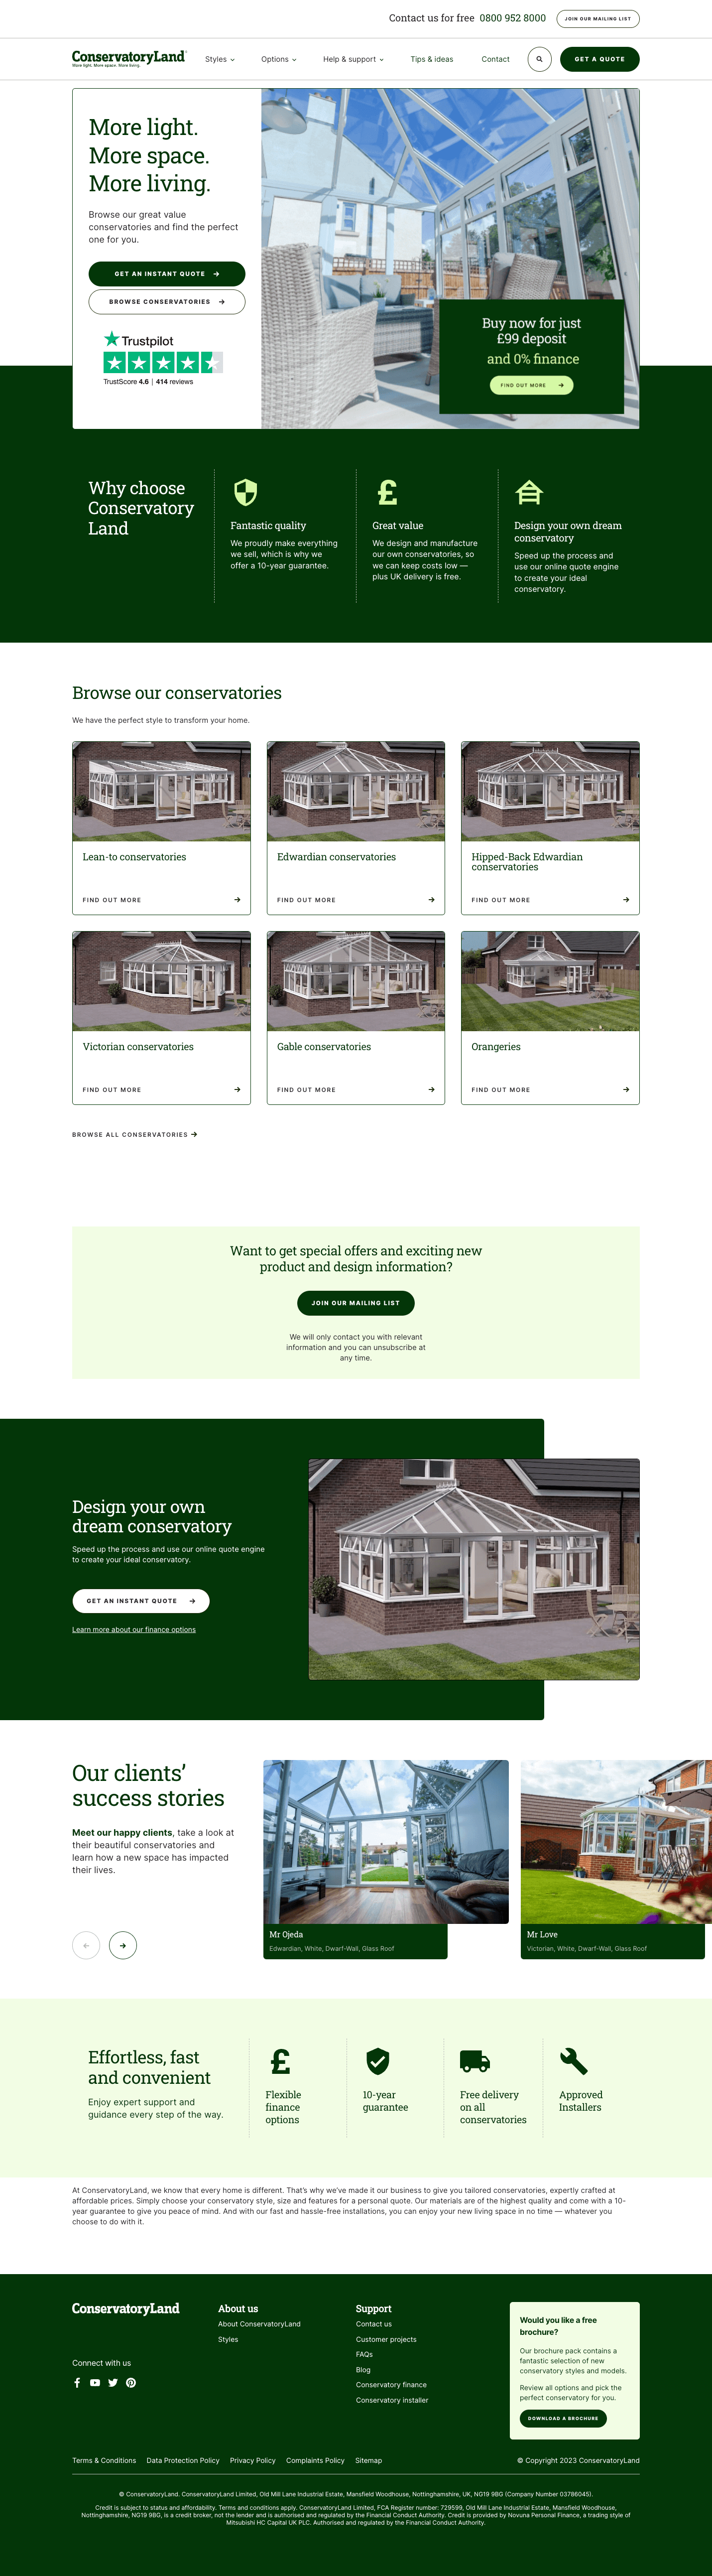 Contact us for free 0800 952 8000
JOIN OUR MAILING LIST
ConservatoryLand
More light. More space. More living.
Styles
Options
Help & support
Tips & ideas
Contact
GET A QUOTE
More light.
More space.
More living.
Browse our great value
conservatories and find the perfect
one for you.
GET AN INSTANT QUOTE
BROWSE CONSERVATORIES
Trustpilot
TrustScore 4.6 | 414 reviews
Buy now for just
£99 deposit
and 0% finance
FIND OUT MORE
Why choose
Conservatory
Land
Fantastic quality
We proudly make everything
we sell, which is why we
offer a 10-year guarantee.
Great value
We design and manufacture
our own conservatories, so
we can keep costs low —
plus UK delivery is free.
Design your own dream
conservatory
Speed up the process and
use our online quote engine
to create your ideal
conservatory.
Browse our conservatories
We have the perfect style to transform your home.
Lean-to conservatories
FIND OUT MORE
Edwardian conservatories
FIND OUT MORE
Hipped-Back Edwardian
conservatories
FIND OUT MORE
Victorian conservatories
FIND OUT MORE
Gable conservatories
FIND OUT MORE
Orangeries
FIND OUT MORE
BROWSE ALL CONSERVATORIES
Want to get special offers and exciting new
product and design information?
JOIN OUR MAILING LIST
We will only contact you with relevant
information and you can unsubscribe at
any time.
Design your own
dream conservatory
Speed up the process and use our online quote engine
to create your ideal conservatory.
GET AN INSTANT QUOTE
Learn more about our finance options
Our clients’
success stories
Meet our happy clients, take a look at
their beautiful conservatories and
learn how a new space has impacted
their lives.
Mr Ojeda
Edwardian, White, Dwarf-Wall, Glass Roof
Mr Love
Victorian, White, Dwarf-Wall, Glass Roof
Effortless, fast
and convenient
Enjoy expert support and
guidance every step of the way.
Flexible
finance
options
10-year
guarantee
Free delivery
on all
conservatories
Approved
Installers
At ConservatoryLand, we know that every home is different. That’s why we’ve made it our business to give you tailored conservatories, expertly crafted at
affordable prices. Simply choose your conservatory style, size and features for a personal quote. Our materials are of the highest quality and come with a 10-
year guarantee to give you peace of mind. And with our fast and hassle-free installations, you can enjoy your new living space in no time — whatever you
choose to do with it.
ConservatoryLand
Connect with us
About us
About ConservatoryLand
Styles
Support
Contact us
Customer projects
FAQs
Blog
Conservatory finance
Conservatory installer
Would you like a free
brochure?
Our brochure pack contains a
fantastic selection of new
conservatory styles and models.
Review all options and pick the
perfect conservatory for you.
DOWNLOAD A BROCHURE
Terms & Conditions
Data Protection Policy
Privacy Policy
Complaints Policy
Sitemap
© Copyright 2023 ConservatoryLand
© ConservatoryLand. ConservatoryLand Limited, Old Mill Lane Industrial Estate, Mansfield Woodhouse, Nottinghamshire, UK, NG19 9BG (Company Number 03786045).
Credit is subject to status and affordability. Terms and conditions apply. ConservatoryLand Limited, FCA Register number: 729599, Old Mill Lane Industrial Estate, Mansfield Woodhouse,
Nottinghamshire, NG19 9BG, is a credit broker, not the lender and is authorised and regulated by the Financial Conduct Authority. Credit is provided by Novuna Personal Finance, a trading style of
Mitsubishi HC Capital UK PLC. Authorised and regulated by the Financial Conduct Authority.